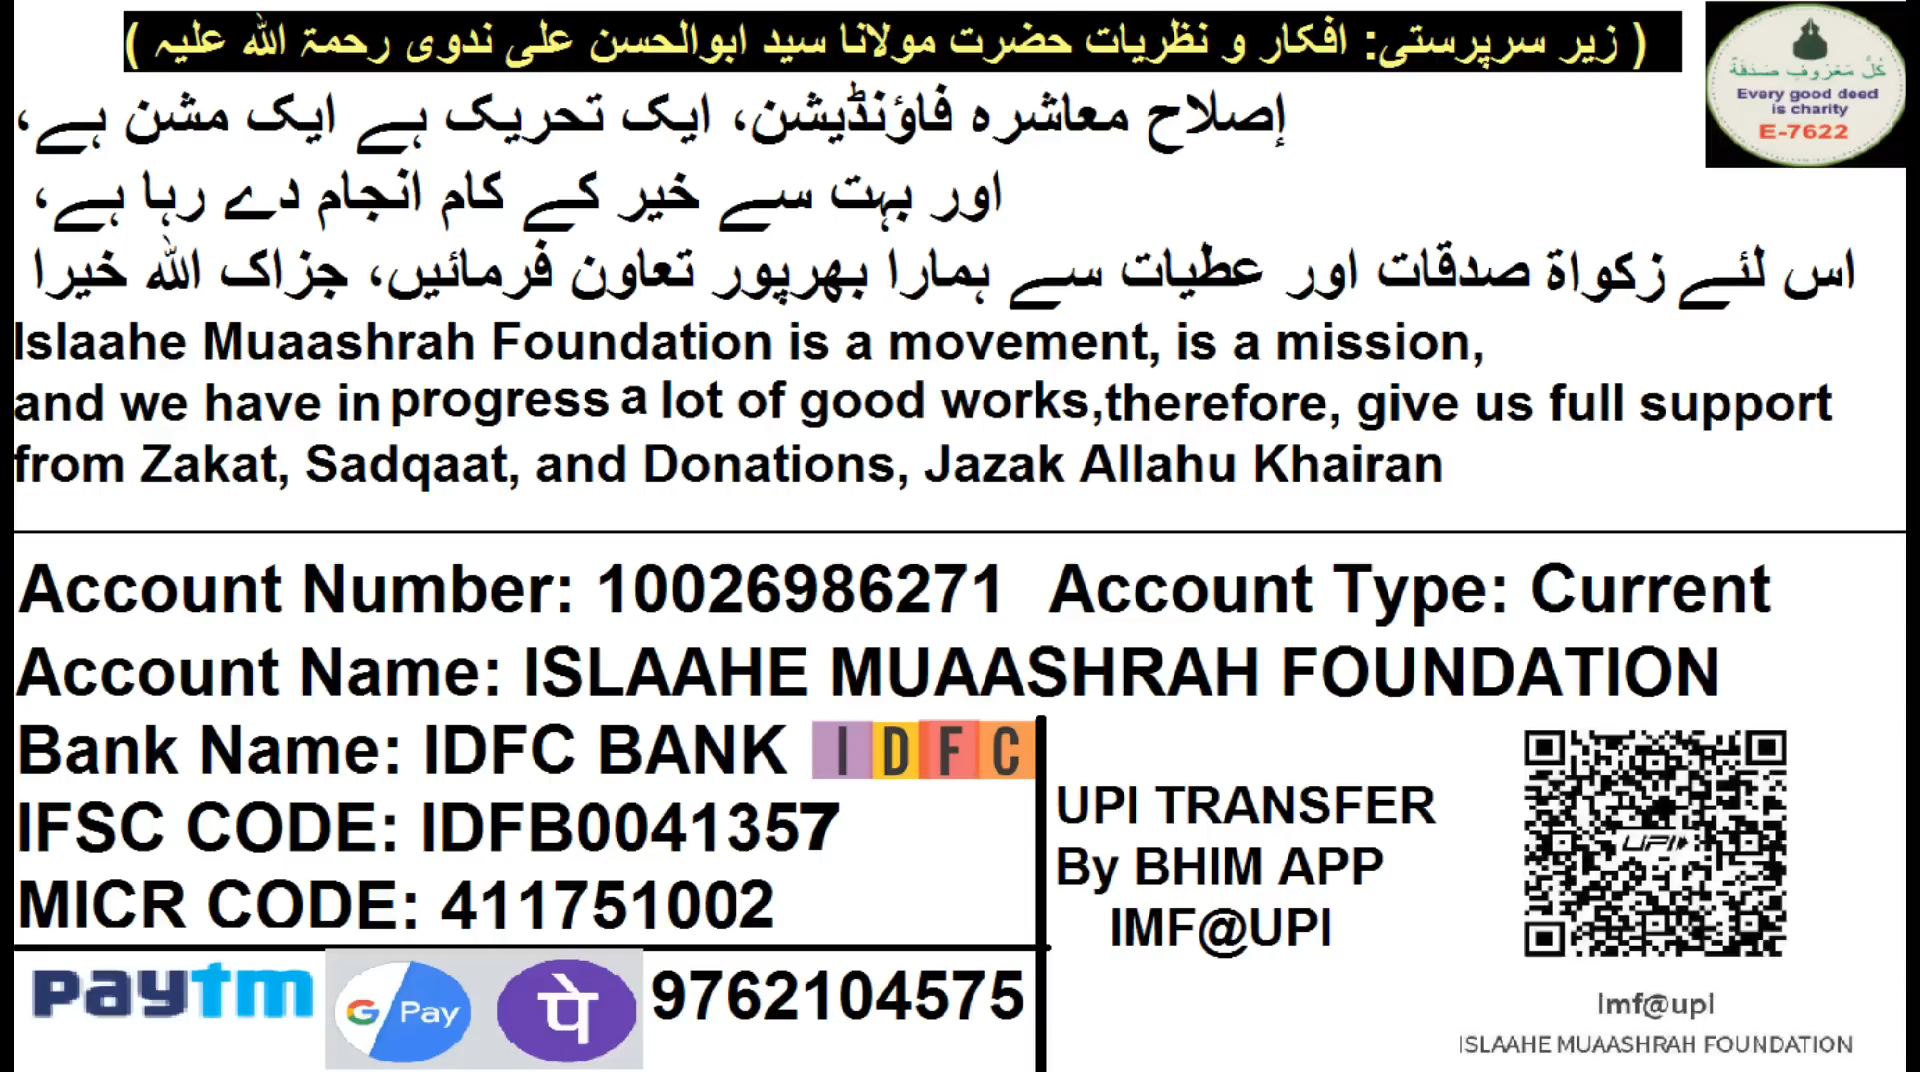 ( زیر سرپرستی: افکار و نظریات حضرت مولانا سید ابوالحسن علی ندوی رحمۃ اللہ علیہ )
كُلُّ مَعْرُوفٍ صَدَقَةٌ
Every good deed
is charity
E-7622
إصلاح معاشرہ فاؤنڈیشن، ایک تحریک ہے ایک مشن ہے،
اور بہت سے خیر کے کام انجام دے رہا ہے،
اس لئے زکواۃ صدقات اور عطیات سے ہمارا بھرپور تعاون فرمائیں، جزاک اللہ خیرا
Islaahe Muaashrah Foundation is a movement, is a mission,
and we have in progress a lot of good works,therefore, give us full support
from Zakat, Sadqaat, and Donations, Jazak Allahu Khairan
Account Number: 10026986271 Account Type: Current
Account Name: ISLAAHE MUAASHRAH FOUNDATION
Bank Name: IDFC BANK IDFC
IFSC CODE: IDFB0041357
MICR CODE: 411751002
UPI TRANSFER
By BHIM APP
IMF@UPI
UPI
imf@upi
ISLAAHE MUAASHRAH FOUNDATION
paytm G Pay पे 9762104575